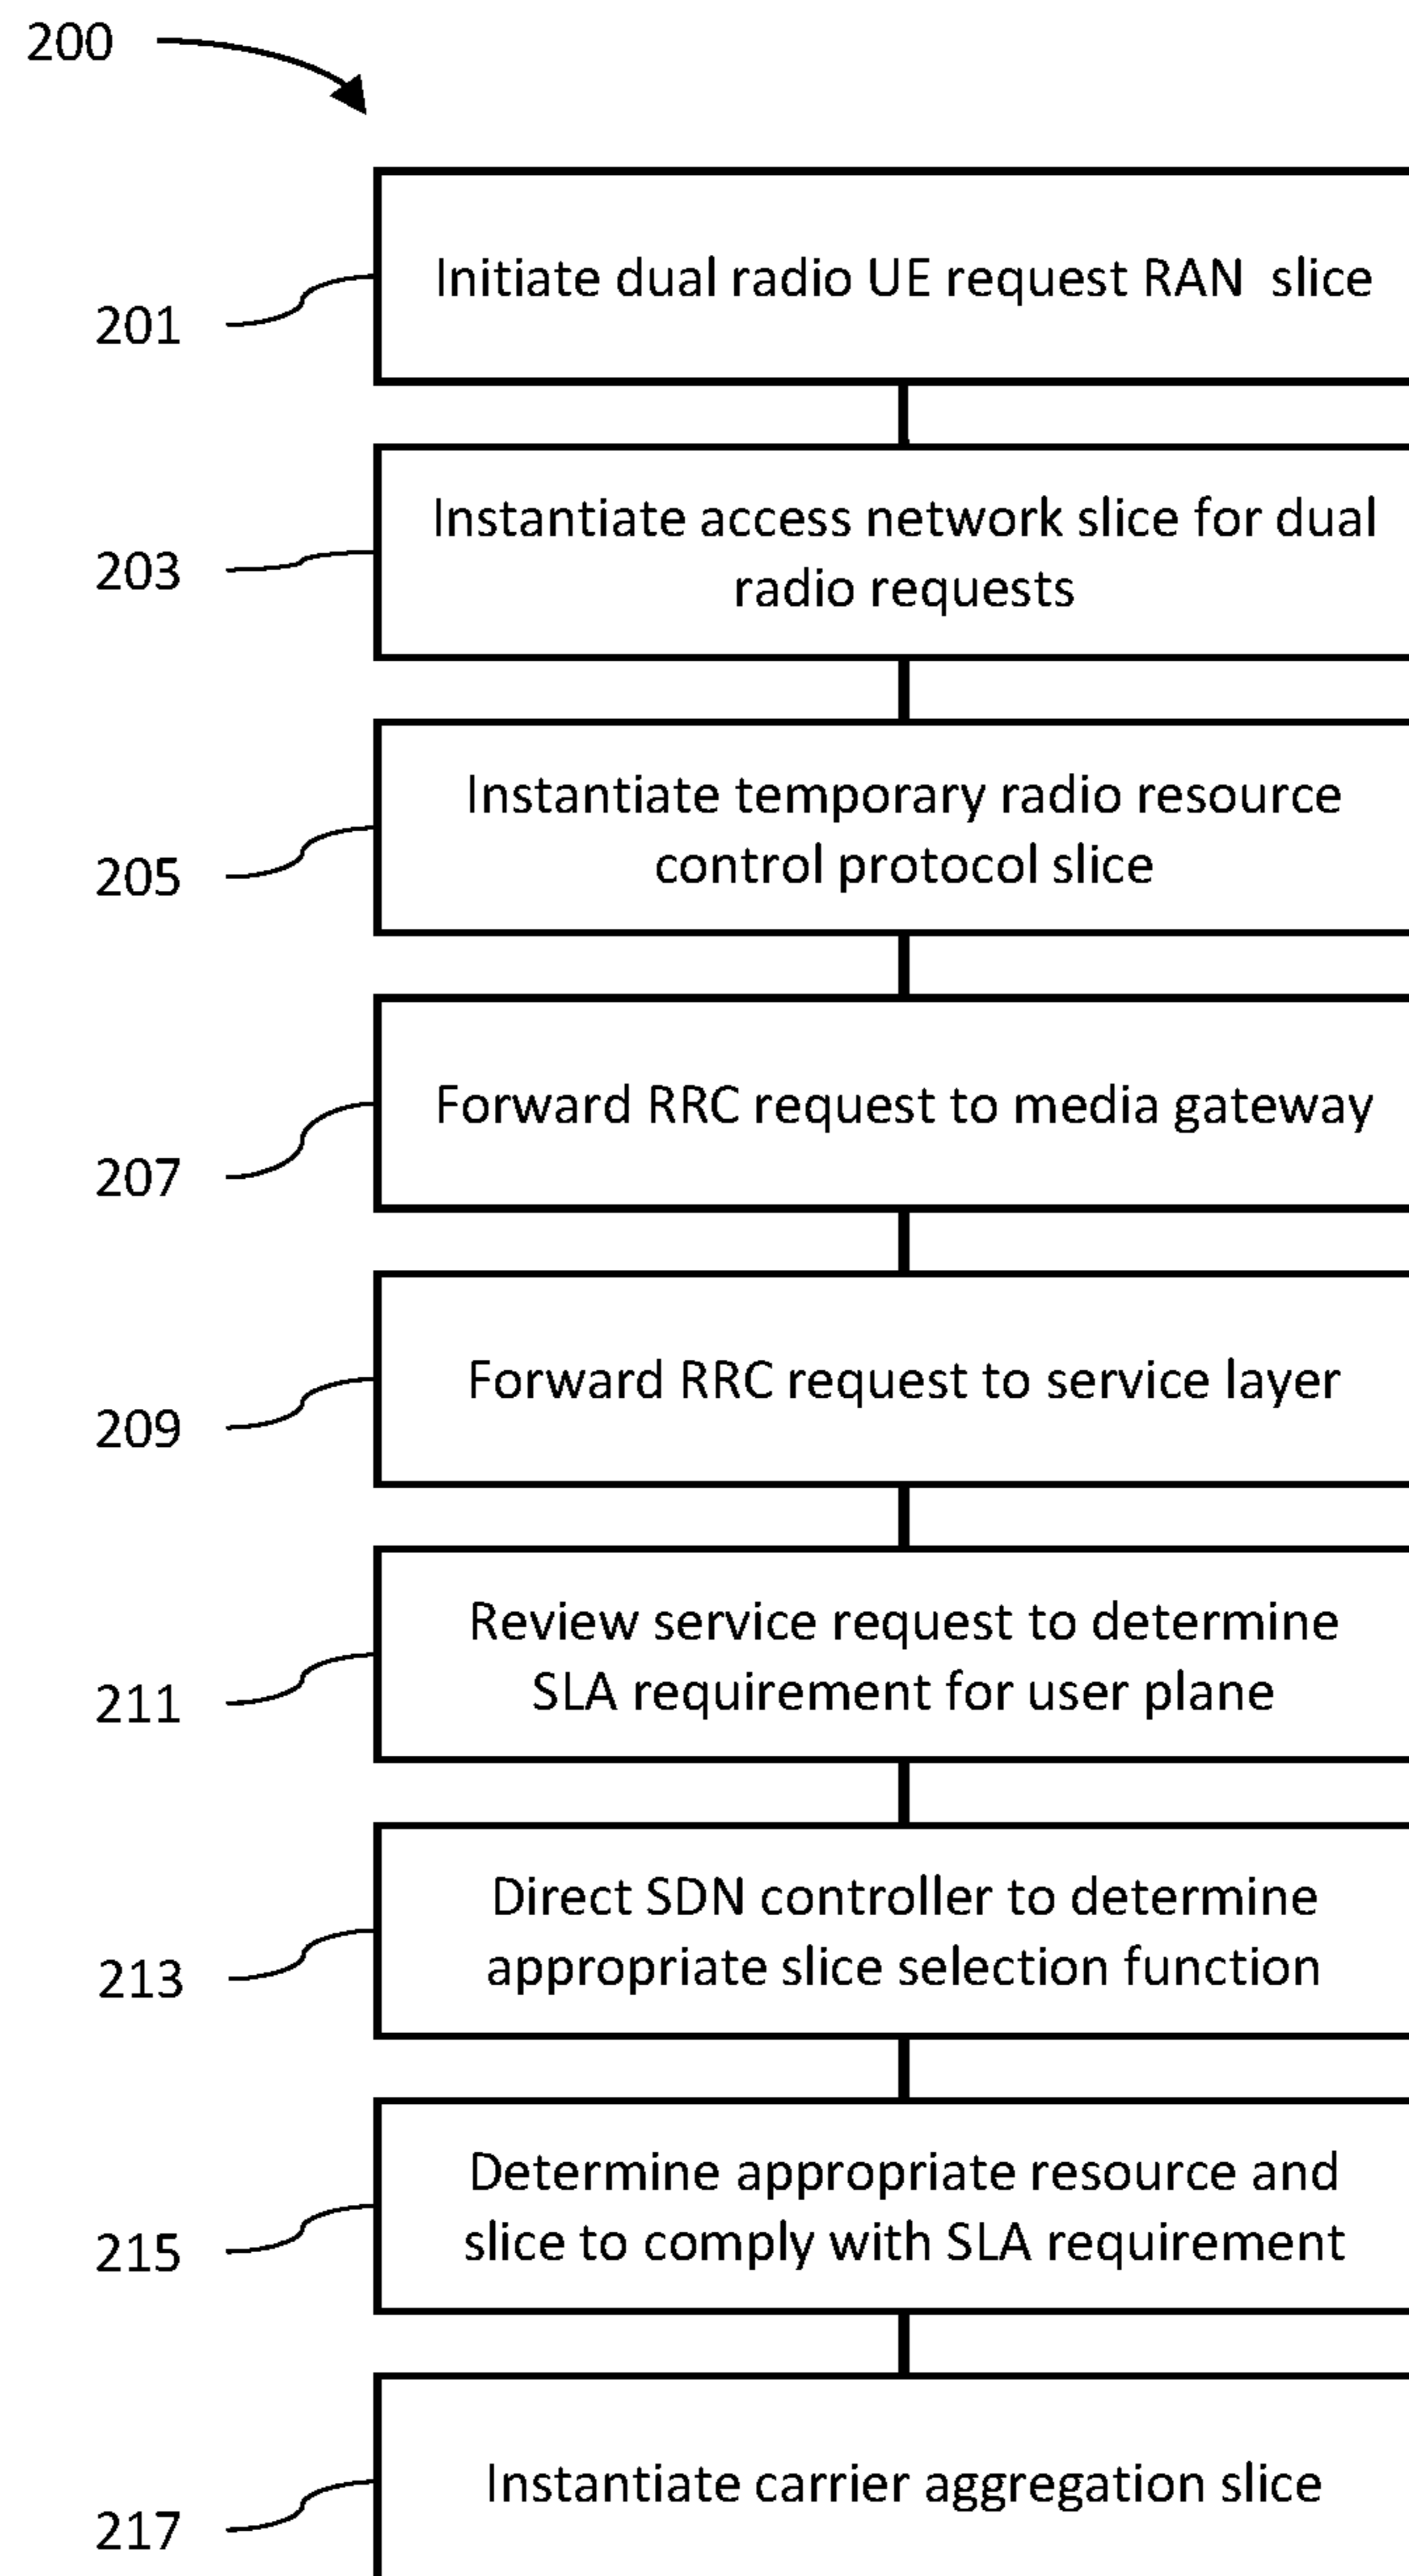 200
201
Initiate dual radio UE request RAN slice
203
Instantiate access network slice for dual
radio requests
205
Instantiate temporary radio resource
control protocol slice
207
Forward RRC request to media gateway
209
Forward RRC request to service layer
211
Review service request to determine
SLA requirement for user plane
213
Direct SDN controller to determine
appropriate slice selection function
215
Determine appropriate resource and
slice to comply with SLA requirement
217
Instantiate carrier aggregation slice